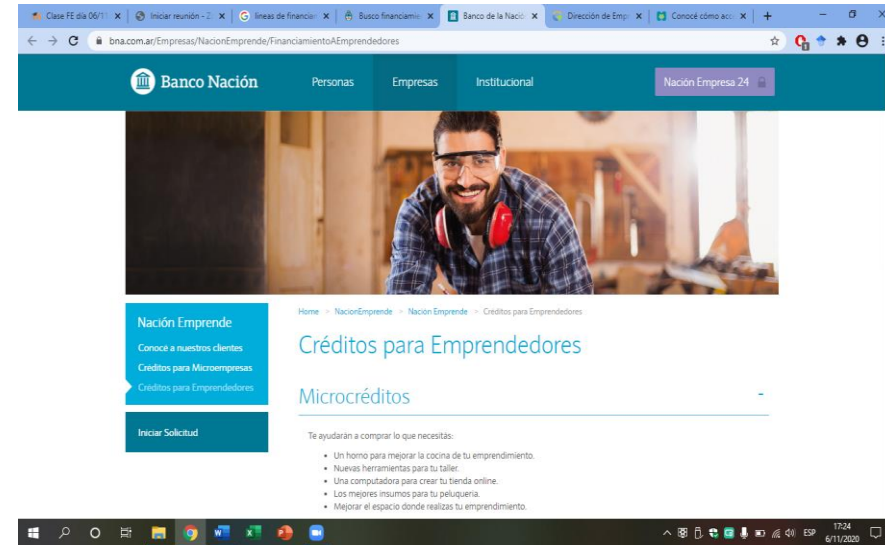 Clase FE dia 06/11
Iniciar reunión - Z
lineas de financiar
Busco financiamie
Banco de la Nació
Dirección de Emp
Conocé cómo acc
bna.com.ar/Empresas/NacionEmprende/FinanciamientoAEmprendedores
Banco Nación
Personas
Empresas
Institucional
Nación Empresa 24
Nación Emprende
Conocé a nuestros clientes
Créditos para Microempresas
Créditos para Emprendedores
Iniciar Solicitud
Home > NacionEmprende > Nación Emprende > Créditos para Emprendedores
Créditos para Emprendedores
Microcréditos -
Te ayudarán a comprar lo que necesitás:
• Un horno para mejorar la cocina de tu emprendimiento.
• Nuevas herramientas para tu taller.
• Una computadora para crear tu tienda online.
• Los mejores insumos para tu peluquería.
• Mejorar el espacio donde realizas tu emprendimiento.
ESP
17:24
6/11/2020